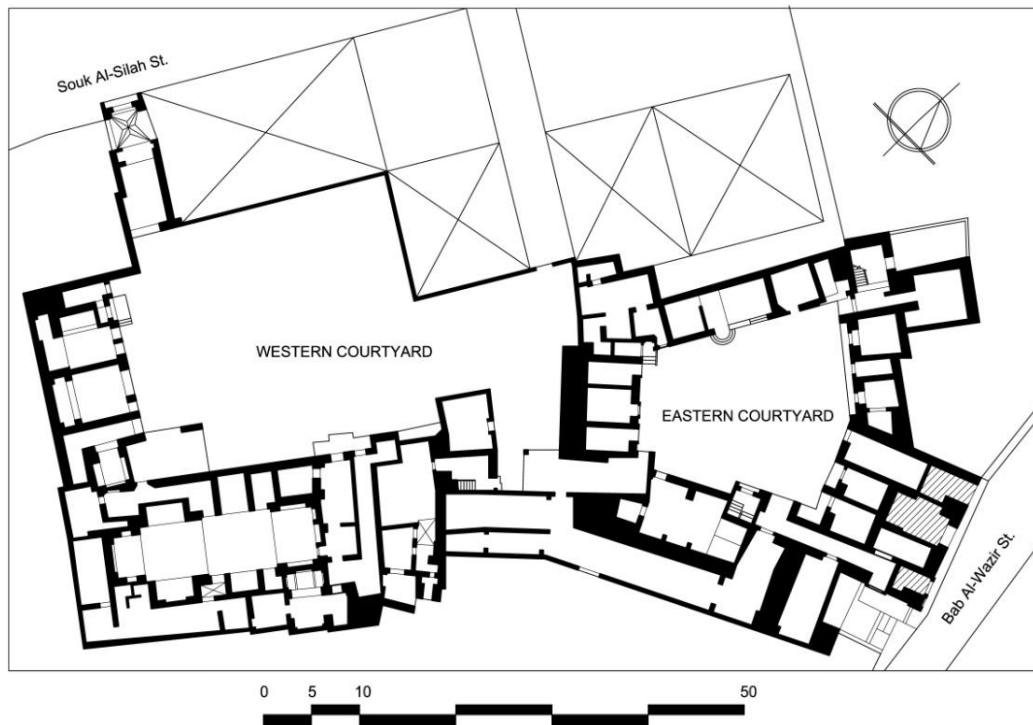 Souk Al-Silah St.
WESTERN COURTYARD
EASTERN COURTYARD
Bab Al-Wazir St.
0 5 10 50